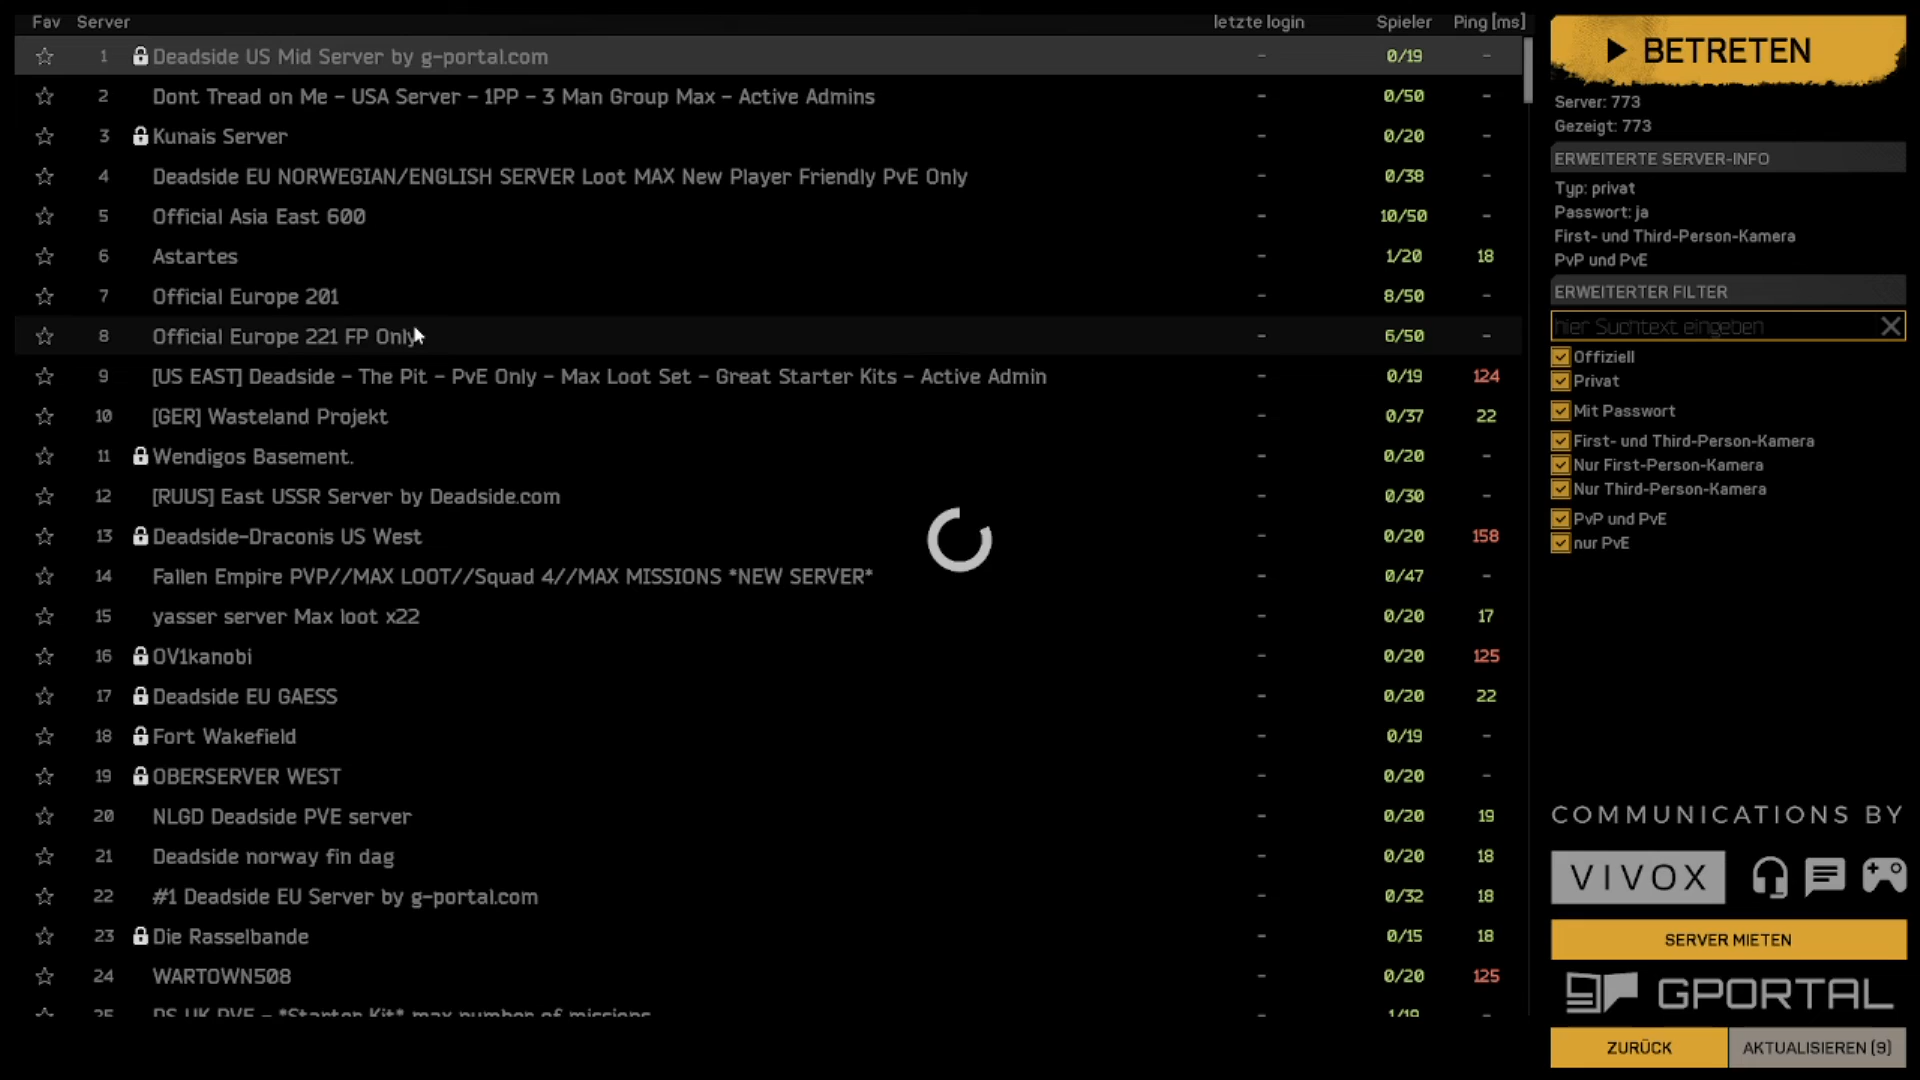 Fav Server letzte login Spieler Ping [ms]
1 Deadside US Mid Server by g-portal.com - 0/19 -
2 Dont Tread on Me - USA Server - 1PP - 3 Man Group Max - Active Admins - 0/50 -
3 Kunais Server - 0/20 -
4 Deadside EU NORWEGIAN/ENGLISH SERVER Loot MAX New Player Friendly PvE Only - 0/38 -
5 Official Asia East 600 - 10/50 -
6 Astartes - 1/20 18
7 Official Europe 201 - 8/50 -
8 Official Europe 221 FP Only - 6/50 -
9 [US EAST] Deadside - The Pit - PvE Only - Max Loot Set - Great Starter Kits - Active Admin - 0/19 124
10 [GER] Wasteland Projekt - 0/37 22
11 Wendigos Basement. - 0/20 -
12 [RUUS] East USSR Server by Deadside.com - 0/30 -
13 Deadside-Draconis US West - 0/20 158
14 Fallen Empire PVP//MAX LOOT//Squad 4//MAX MISSIONS *NEW SERVER* - 0/47 -
15 yasser server Max loot x22 - 0/20 17
16 OV1kanobi - 0/20 125
17 Deadside EU GAESS - 0/20 22
18 Fort Wakefield - 0/19 -
19 OBERSERVER WEST - 0/20 -
20 NLGD Deadside PVE server - 0/20 19
21 Deadside norway fin dag - 0/20 18
22 #1 Deadside EU Server by g-portal.com - 0/32 18
23 Die Rasselbande - 0/15 18
24 WARTOWN508 - 0/20 125
25 DS UK PVE - *Starter Kit* max number of missions - 1/19 -
BETRETEN
Server: 773
Gezeigt: 773
ERWEITERTE SERVER-INFO
Typ: privat
Passwort: ja
First- und Third-Person-Kamera
PvP und PvE
ERWEITERTER FILTER
hier Suchtext eingeben
Offiziell
Privat
Mit Passwort
First- und Third-Person-Kamera
Nur First-Person-Kamera
Nur Third-Person-Kamera
PvP und PvE
nur PvE
COMMUNICATIONS BY
VIVOX
SERVER MIETEN
GPORTAL
ZURÜCK AKTUALISIEREN (9)